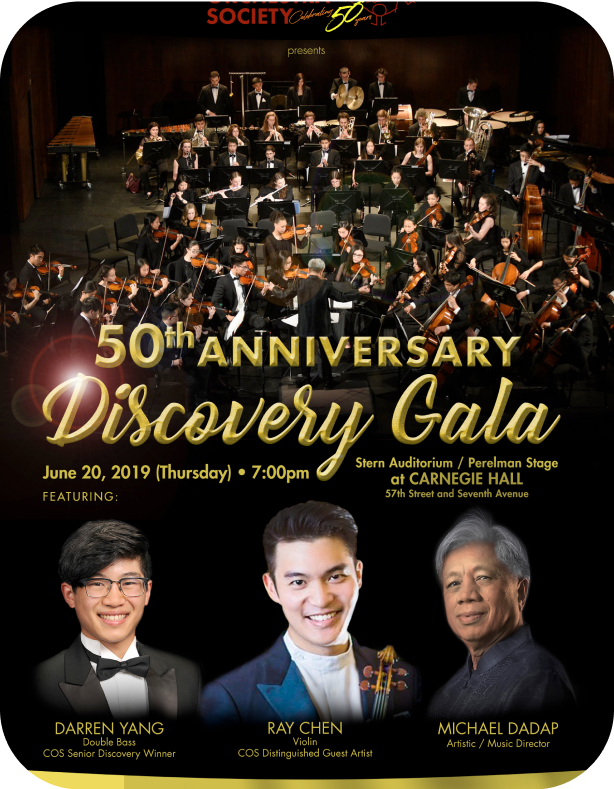 SOCIETY Celebrating 50 years
presents
50th ANNIVERSARY
Discovery Gala
June 20, 2019 (Thursday) • 7:00pm
Stern Auditorium / Perelman Stage
at CARNEGIE HALL
57th Street and Seventh Avenue
FEATURING:
DARREN YANG
Double Bass
COS Senior Discovery Winner
RAY CHEN
Violin
COS Distinguished Guest Artist
MICHAEL DADAP
Artistic / Music Director